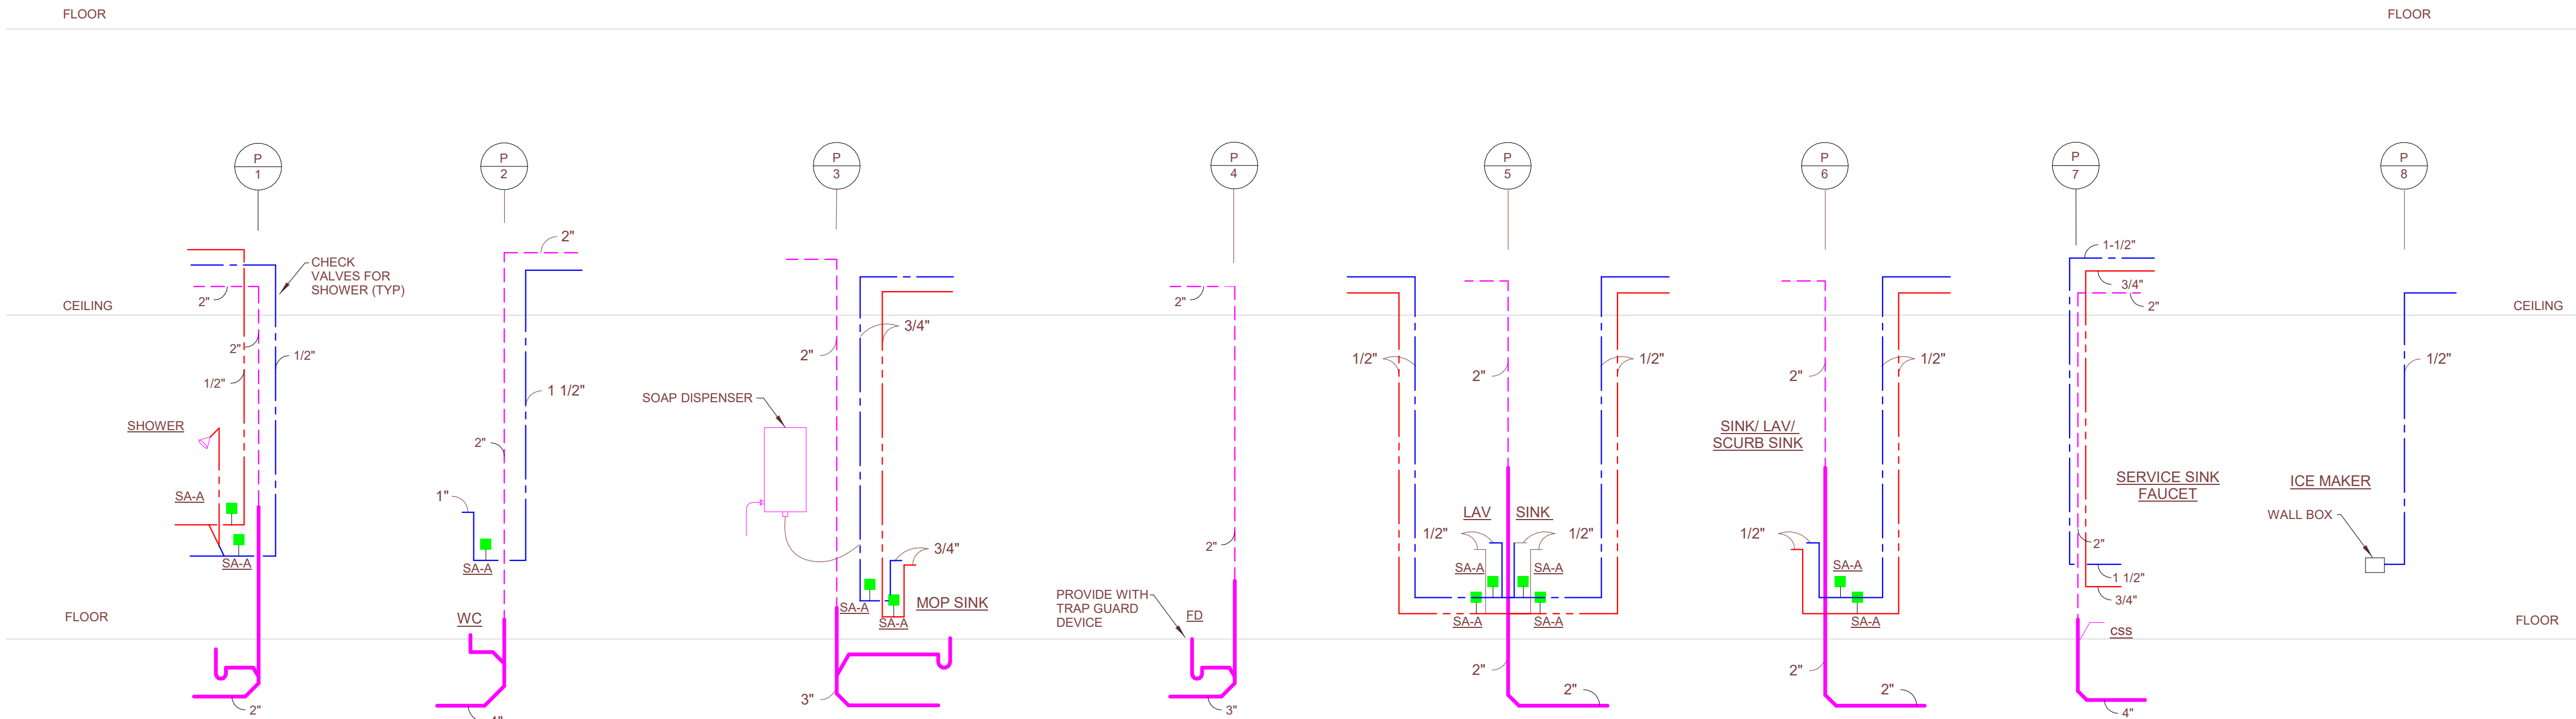 FLOOR
FLOOR
P
1
P
2
P
3
P
4
P
5
P
6
P
7
P
8
CHECK
VALVES FOR
SHOWER (TYP)
2"
2"
1/2"
1/2"
SHOWER
SA-A
SA-A
2"
2"
1 1/2"
2"
1"
SA-A
WC
4"
2"
3/4"
SOAP DISPENSER
3/4"
SA-A
SA-A
MOP SINK
3"
2"
2"
PROVIDE WITH
TRAP GUARD
DEVICE
FD
3"
1/2"
1/2"
2"
LAV
SINK
1/2"
1/2"
SA-A
SA-A
SA-A
SA-A
2"
2"
1/2"
2"
SINK/ LAV/
SCURB SINK
1/2"
SA-A
SA-A
2"
2"
1-1/2"
3/4"
2"
SERVICE SINK
FAUCET
2"
1 1/2"
3/4"
css
4"
1/2"
ICE MAKER
WALL BOX
CEILING
CEILING
FLOOR
FLOOR